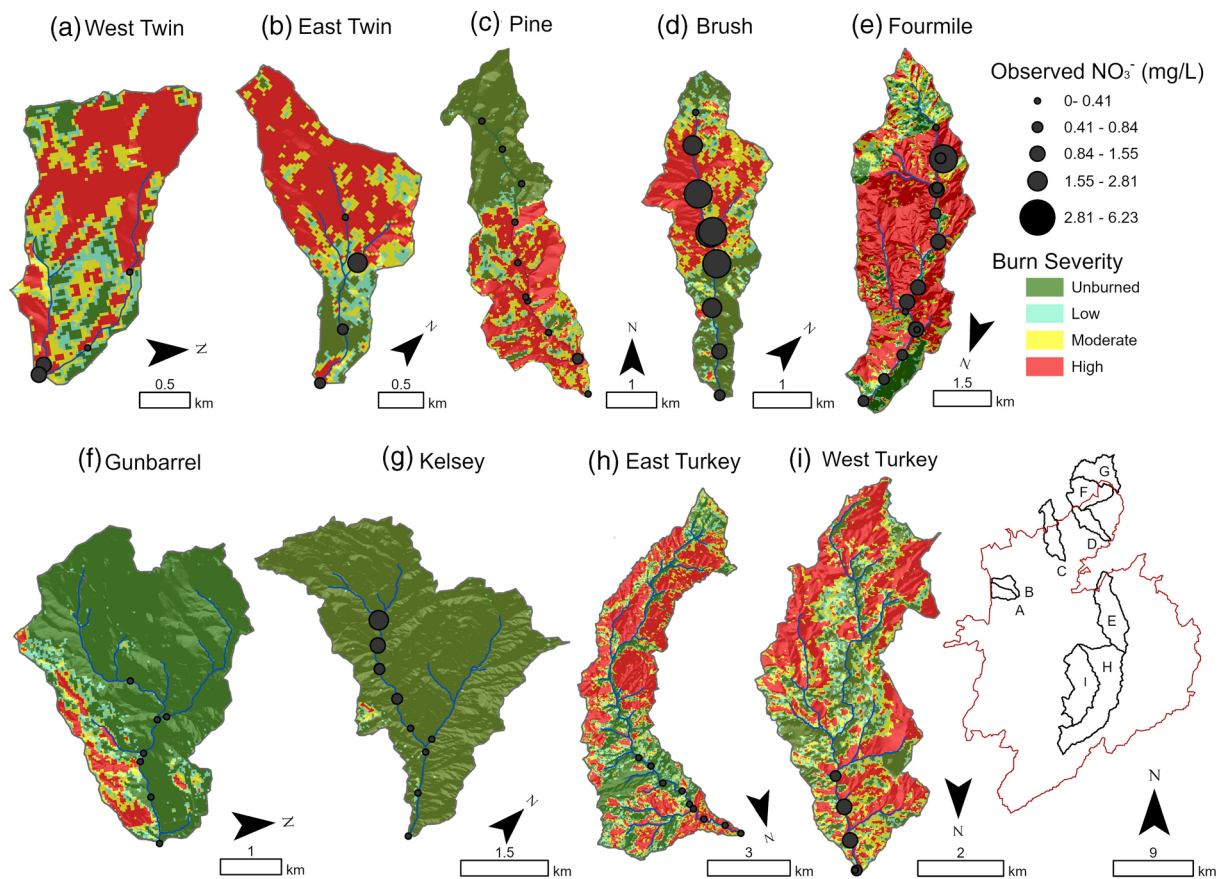 (a) West Twin
(b) East Twin
(c) Pine
(d) Brush
(e) Fourmile
Observed NO₃⁻ (mg/L)
0- 0.41
0.41 - 0.84
0.84 - 1.55
1.55 - 2.81
2.81 - 6.23
Burn Severity
Unburned
Low
Moderate
High
N
0.5
km
N
0.5
km
N
1
km
N
1
km
N
1.5
km
(f) Gunbarrel
(g) Kelsey
(h) East Turkey
(i) West Turkey
N
1
km
N
1.5
km
N
3
km
N
2
km
G
F
D
C
B
A
E
H
I
N
9
km